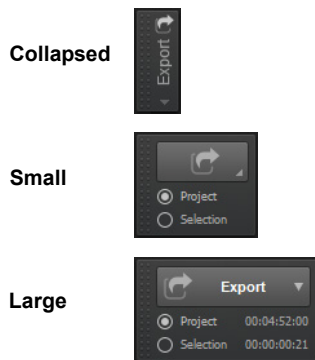 Collapsed
Export
Small
Project
Selection
Large
Export
Project 00:04:52:00
Selection 00:00:00:21